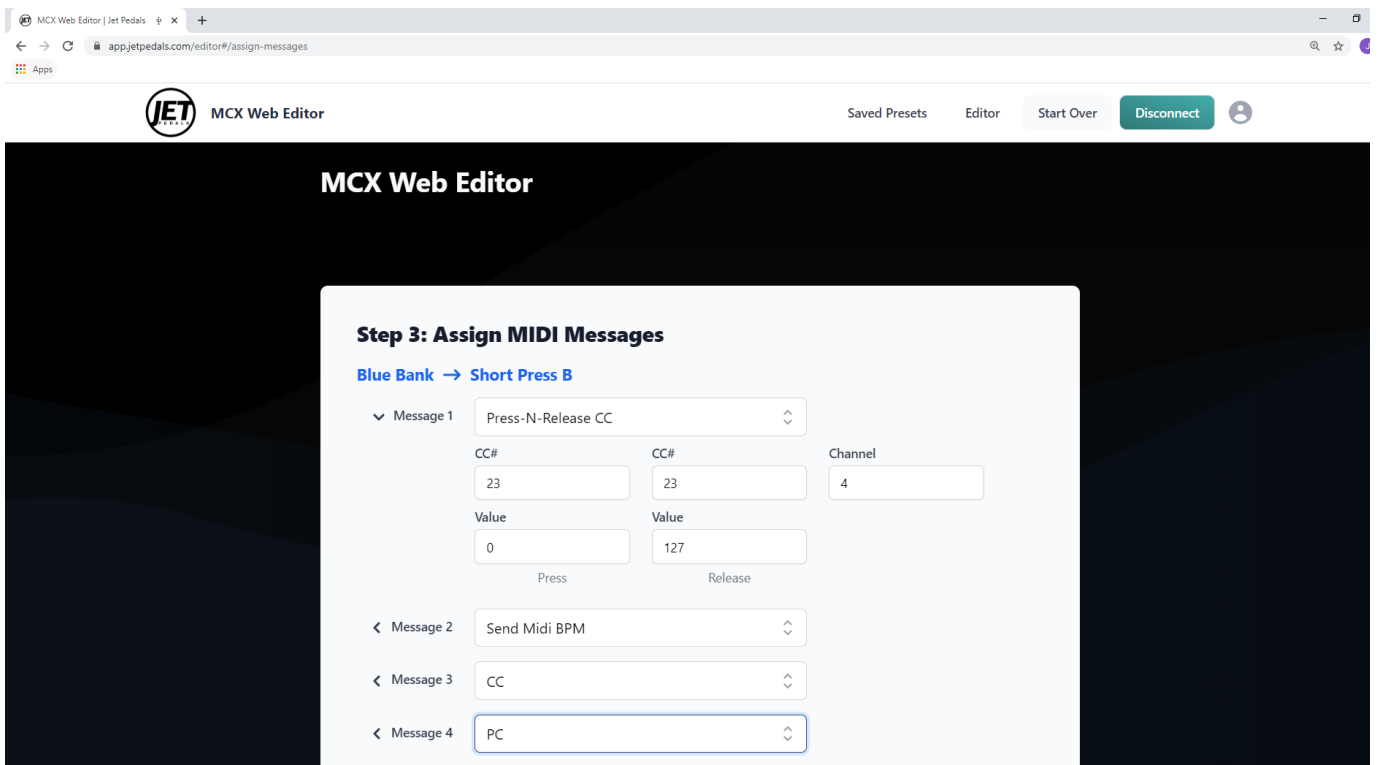 JET MCX Web Editor | Jet Pedals
app.jetpedals.com/editor#/assign-messages
Apps
JET PEDALS MCX Web Editor Saved Presets Editor Start Over Disconnect
MCX Web Editor
Step 3: Assign MIDI Messages
Blue Bank → Short Press B
Message 1 Press-N-Release CC
CC# CC# Channel
23 23 4
Value Value
0 127
Press Release
Message 2 Send Midi BPM
Message 3 CC
Message 4 PC